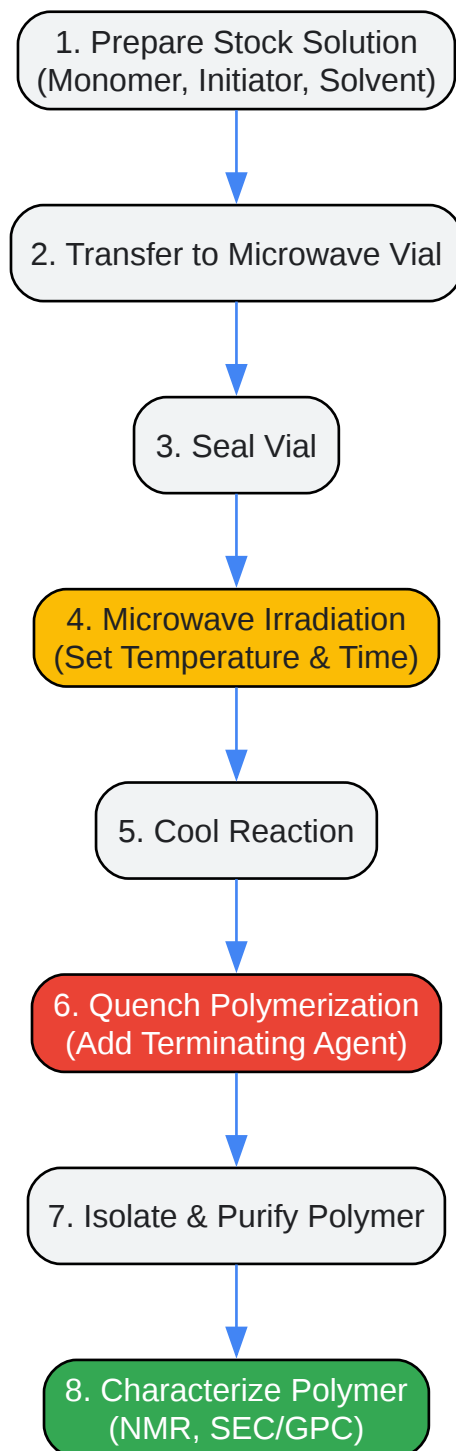 1. Prepare Stock Solution
(Monomer, Initiator, Solvent)
2. Transfer to Microwave Vial
3. Seal Vial
4. Microwave Irradiation
(Set Temperature & Time)
5. Cool Reaction
6. Quench Polymerization
(Add Terminating Agent)
7. Isolate & Purify Polymer
8. Characterize Polymer
(NMR, SEC/GPC)